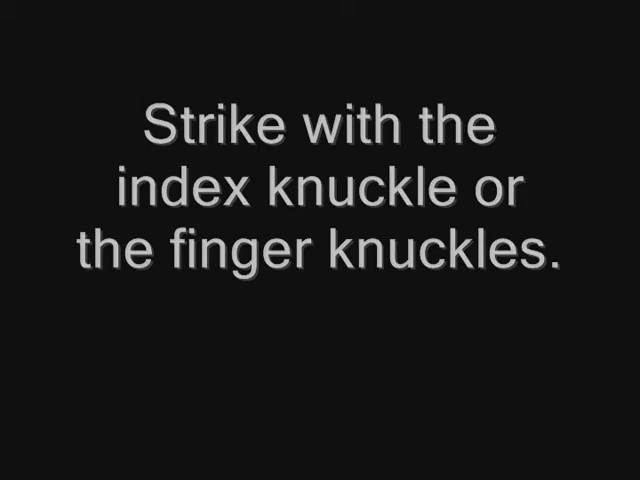 Strike with the
index knuckle or
the finger knuckles.